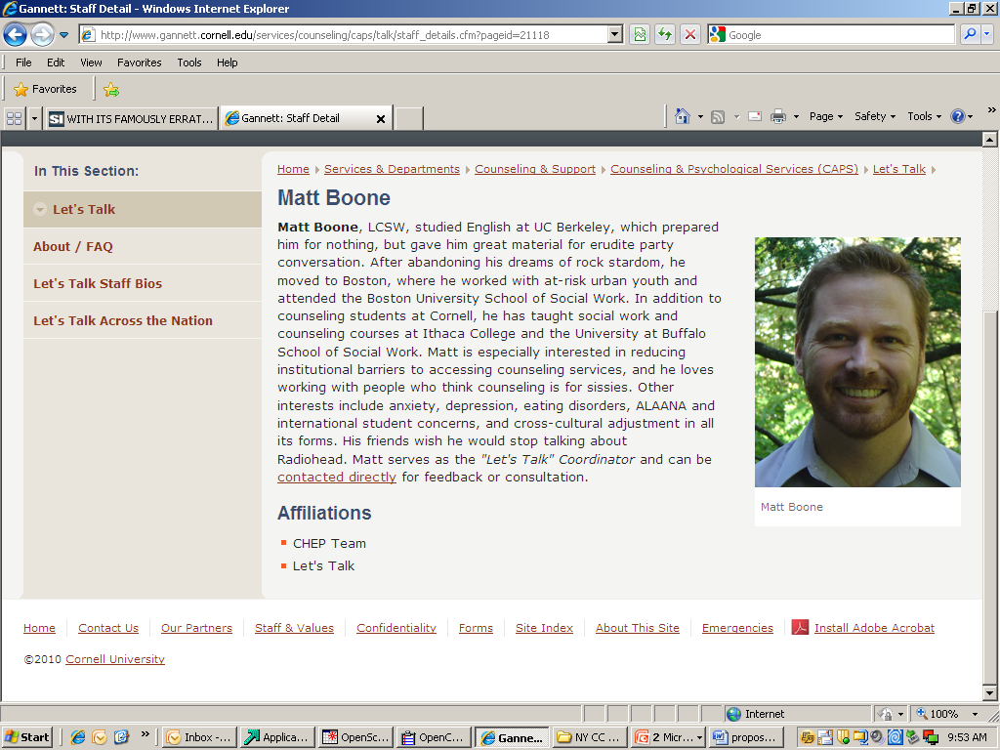 Gannett: Staff Detail - Windows Internet Explorer
http://www.gannett.cornell.edu/services/counseling/caps/talk/staff_details.cfm?pageid=21118
Google
File Edit View Favorites Tools Help
Favorites
SI WITH ITS FAMOUSLY ERRAT...
Gannett: Staff Detail
Page Safety Tools
In This Section:
Let's Talk
About / FAQ
Let's Talk Staff Bios
Let's Talk Across the Nation
Home Services & Departments Counseling & Support Counseling & Psychological Services (CAPS) Let's Talk
Matt Boone
Matt Boone, LCSW, studied English at UC Berkeley, which prepared
him for nothing, but gave him great material for erudite party
conversation. After abandoning his dreams of rock stardom, he
moved to Boston, where he worked with at-risk urban youth and
attended the Boston University School of Social Work. In addition to
counseling students at Cornell, he has taught social work and
counseling courses at Ithaca College and the University at Buffalo
School of Social Work. Matt is especially interested in reducing
institutional barriers to accessing counseling services, and he loves
working with people who think counseling is for sissies. Other
interests include anxiety, depression, eating disorders, ALAANA and
international student concerns, and cross-cultural adjustment in all
its forms. His friends wish he would stop talking about
Radiohead. Matt serves as the "Let's Talk" Coordinator and can be
contacted directly for feedback or consultation.
Matt Boone
Affiliations
CHEP Team
Let's Talk
Home Contact Us Our Partners Staff & Values Confidentiality Forms Site Index About This Site Emergencies Install Adobe Acrobat
©2010 Cornell University
Internet 100%
Start Inbox -... Applica... OpenSc... OpenC... Ganne... NY CC ... 2 Micr... propos... 9:53 AM